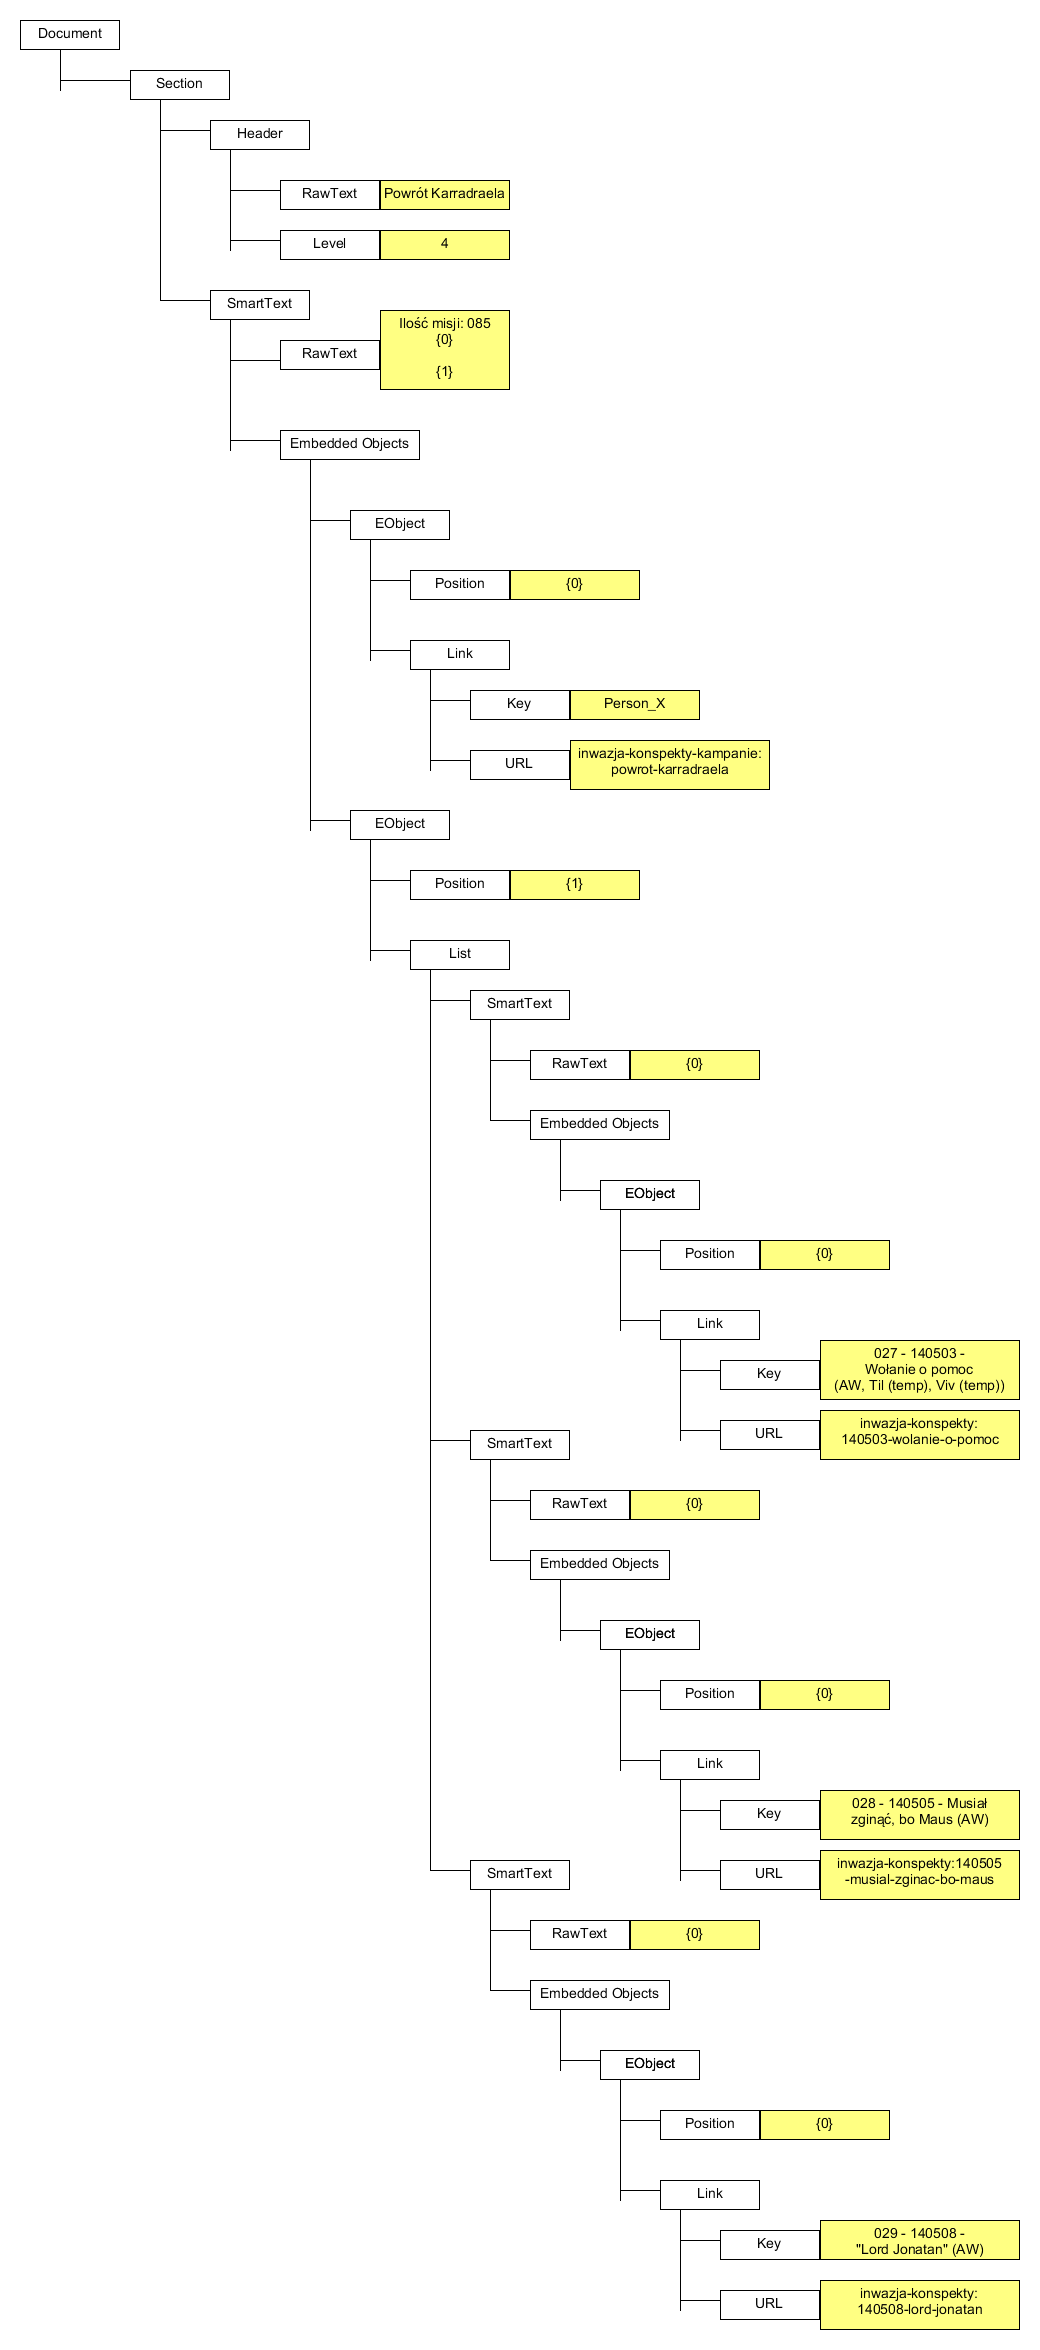 Document
Section
Header
RawText
Powrót Karradraela
Level
4
SmartText
RawText
Ilość misji: 085
{0}
{1}
Embedded Objects
EObject
Position
{0}
Link
Key
Person_X
URL
inwazja-konspekty-kampanie:
powrot-karradraela
EObject
Position
{1}
List
SmartText
RawText
{0}
Embedded Objects
EObject
Position
{0}
Link
Key
027 - 140503 -
Wołanie o pomoc
(AW, Til (temp), Viv (temp))
URL
inwazja-konspekty:
140503-wolanie-o-pomoc
SmartText
RawText
{0}
Embedded Objects
EObject
Position
{0}
Link
Key
028 - 140505 - Musiał
zginąć, bo Maus (AW)
URL
inwazja-konspekty:140505
-musial-zginac-bo-maus
SmartText
RawText
{0}
Embedded Objects
EObject
Position
{0}
Link
Key
029 - 140508 -
"Lord Jonatan" (AW)
URL
inwazja-konspekty:
140508-lord-jonatan